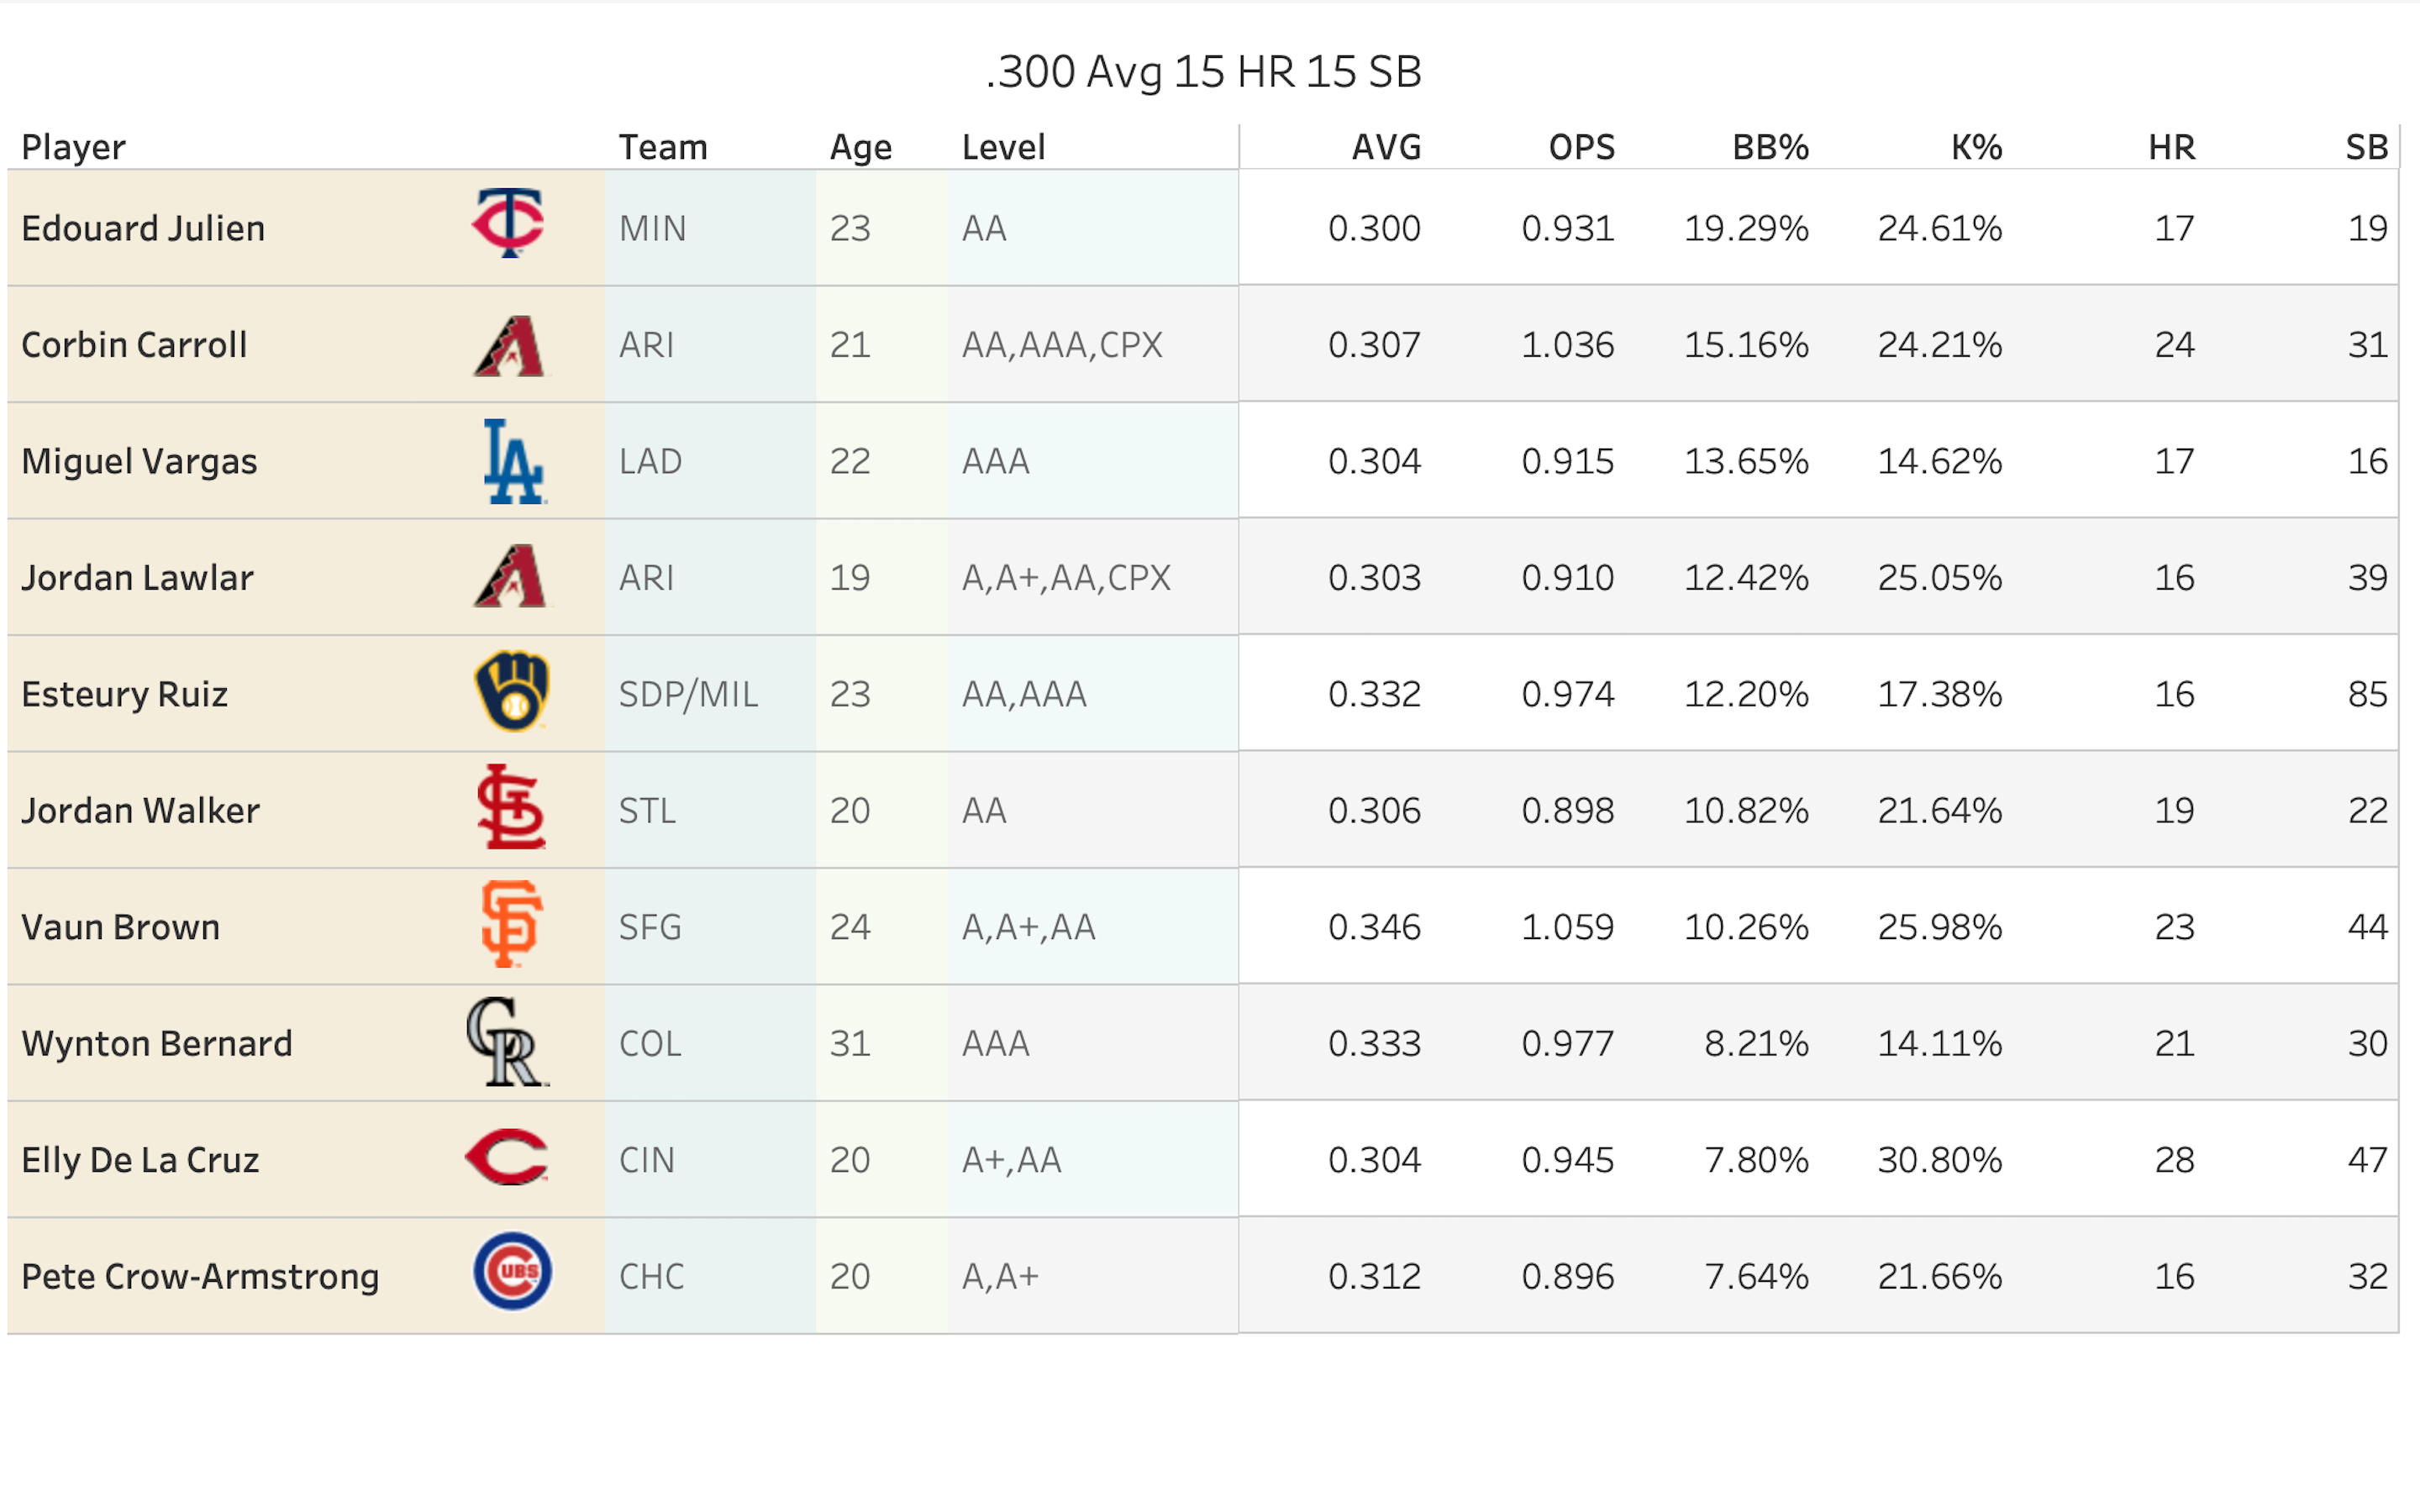 .300 Avg 15 HR 15 SB
Player Team Age Level AVG OPS BB% K% HR SB
Edouard Julien MIN 23 AA 0.300 0.931 19.29% 24.61% 17 19
Corbin Carroll ARI 21 AA,AAA,CPX 0.307 1.036 15.16% 24.21% 24 31
Miguel Vargas LAD 22 AAA 0.304 0.915 13.65% 14.62% 17 16
Jordan Lawlar ARI 19 A,A+,AA,CPX 0.303 0.910 12.42% 25.05% 16 39
Esteury Ruiz SDP/MIL 23 AA,AAA 0.332 0.974 12.20% 17.38% 16 85
Jordan Walker STL 20 AA 0.306 0.898 10.82% 21.64% 19 22
Vaun Brown SFG 24 A,A+,AA 0.346 1.059 10.26% 25.98% 23 44
Wynton Bernard COL 31 AAA 0.333 0.977 8.21% 14.11% 21 30
Elly De La Cruz CIN 20 A+,AA 0.304 0.945 7.80% 30.80% 28 47
Pete Crow-Armstrong CUBS CHC 20 A,A+ 0.312 0.896 7.64% 21.66% 16 32